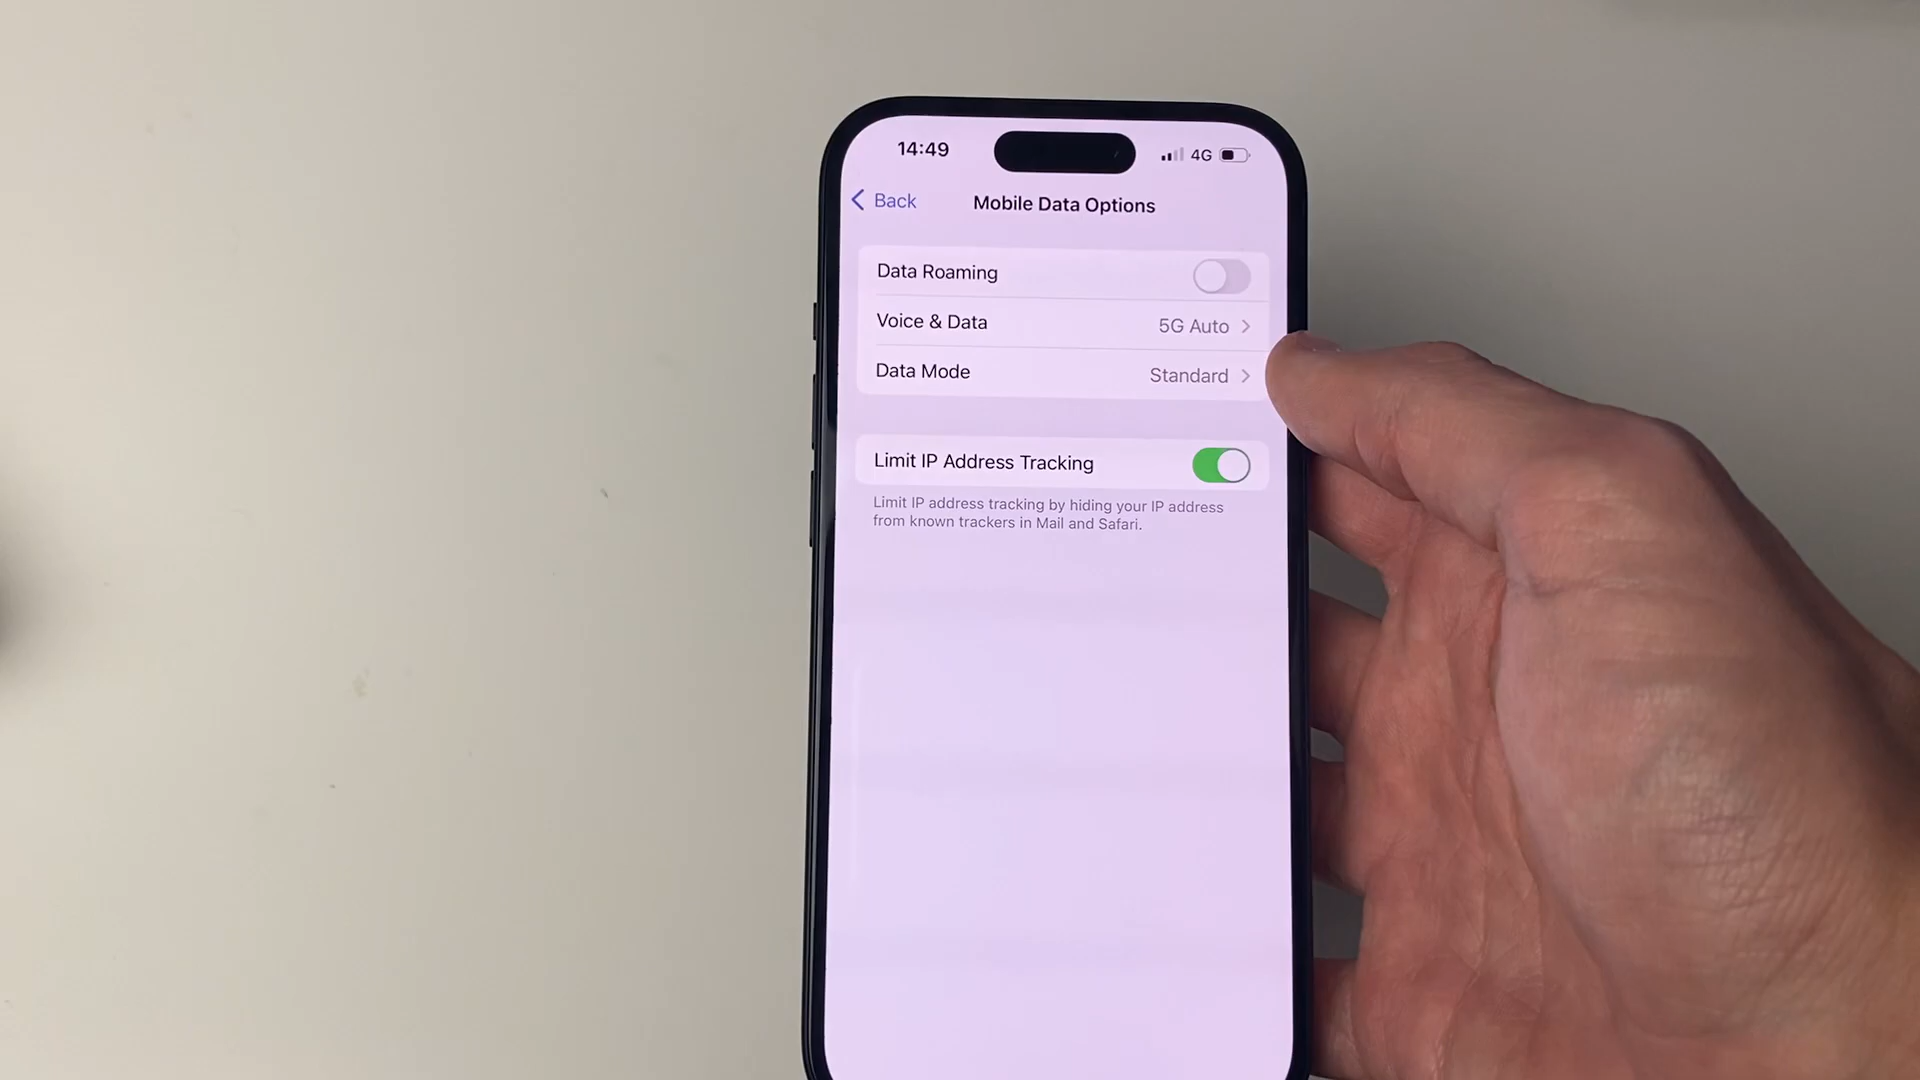 14:49
4G
Back
Mobile Data Options
Data Roaming
Voice & Data 5G Auto
Data Mode Standard
Limit IP Address Tracking
Limit IP address tracking by hiding your IP address
from known trackers in Mail and Safari.